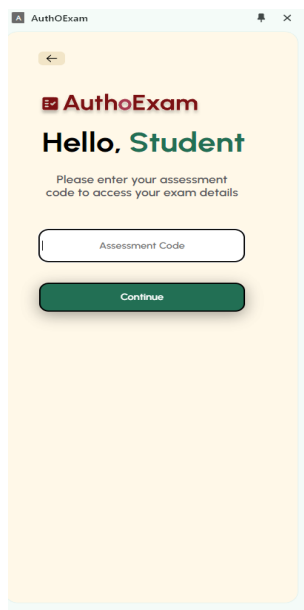 A AuthOExam
AuthoExam
Hello, Student
Please enter your assessment
code to access your exam details
Assessment Code
Continue